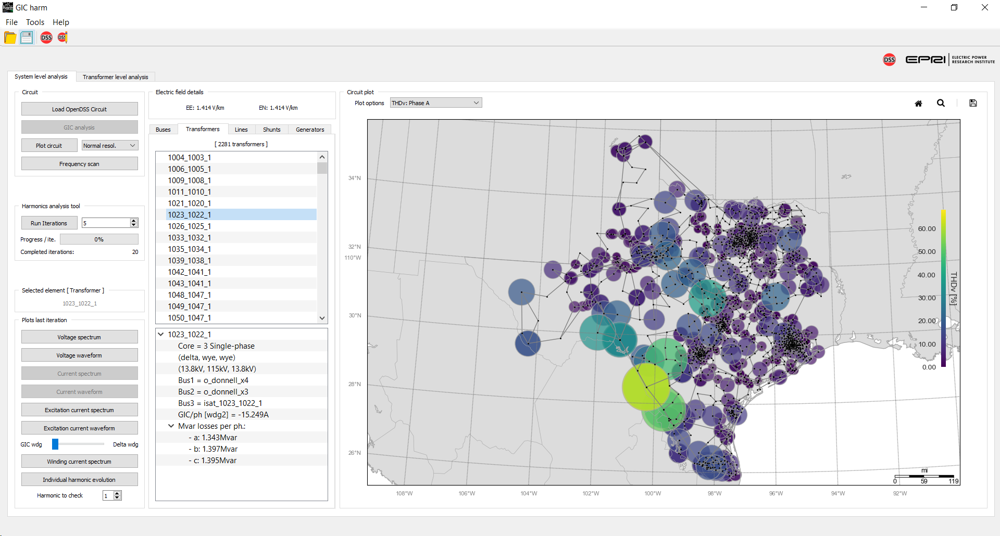 GIC harm
GIC harm
File Tools Help
DSS DSS
DSS EPRI ELECTRIC POWER RESEARCH INSTITUTE
System level analysis
Transformer level analysis
Circuit
Load OpenDSS Circuit
GIC analysis
Plot circuit
Normal resol.
Frequency scan
Harmonics analysis tool
Run Iterations
5
Progress / ite.
0%
Completed iterations:
20
Selected element [ Transformer ]
1023_1022_1
Plots last iteration
Voltage spectrum
Voltage waveform
Current spectrum
Current waveform
Excitation current spectrum
Excitation current waveform
GIC wdg
Delta wdg
Winding current spectrum
Individual harmonic evolution
Harmonic to check
1
Electric field details
EE: 1.414 V/km
EN: 1.414 V/km
Buses
Transformers
Lines
Shunts
Generators
[ 2281 transformers ]
1004_1003_1
1006_1005_1
1009_1008_1
1011_1010_1
1021_1020_1
1023_1022_1
1026_1025_1
1033_1032_1
1035_1034_1
1039_1038_1
1042_1041_1
1043_1041_1
1048_1047_1
1049_1047_1
1050_1047_1
1023_1022_1
Core = 3 Single-phase
(delta, wye, wye)
(13.8kV, 115kV, 13.8kV)
Bus1 = o_donnell_x4
Bus2 = o_donnell_x3
Bus3 = isat_1023_1022_1
GIC/ph [wdg2] = -15.249A
Mvar losses per ph.:
- a: 1.343Mvar
- b: 1.397Mvar
- c: 1.395Mvar
Circuit plot
Plot options
THDv: Phase A
34°N
32°N
110°W
30°N
28°N
26°N
108°W
106°W
104°W
102°W
100°W
98°W
96°W
94°W
92°W
60.00
50.00
40.00
30.00
20.00
10.00
0.00
THDv [%]
mi
0 59 119